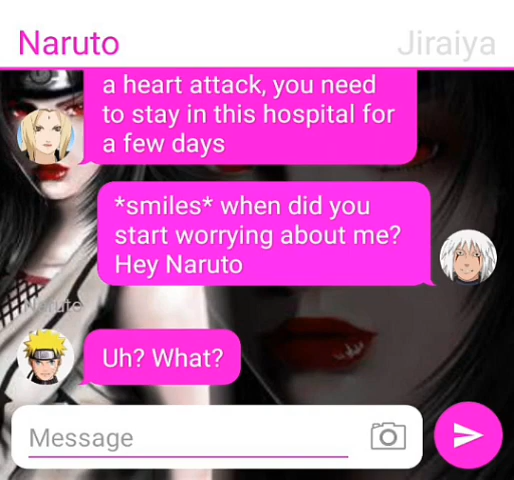 Naruto
Jiraiya
a heart attack, you need
to stay in this hospital for
a few days
*smiles* when did you
start worrying about me?
Hey Naruto
Naruto
Uh? What?
Message